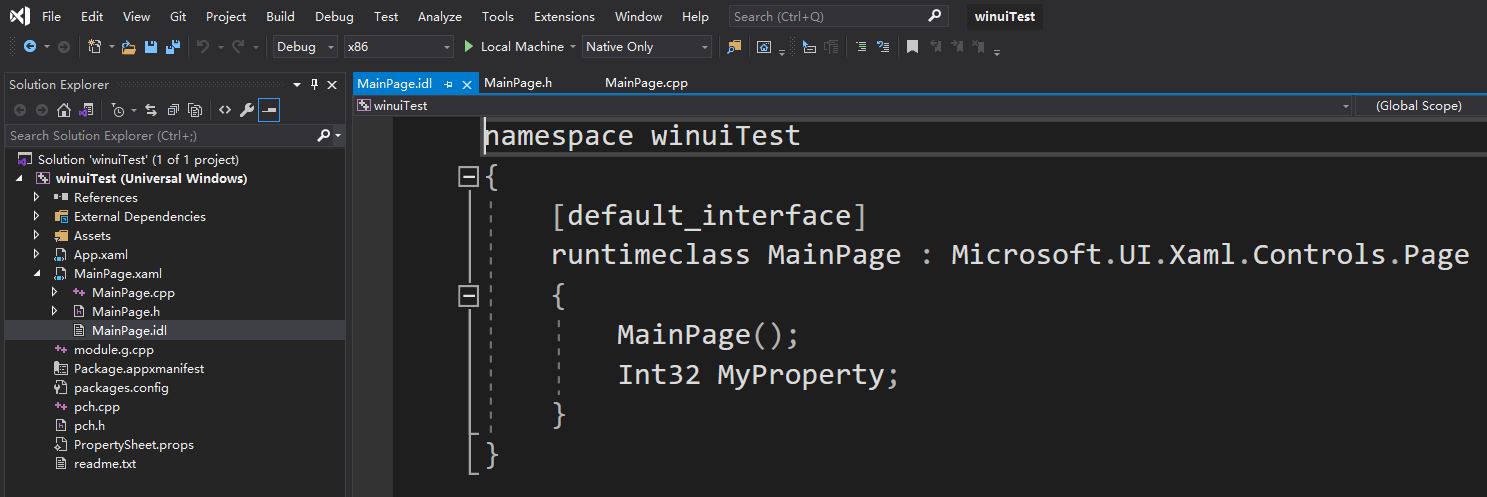 File Edit View Git Project Build Debug Test Analyze Tools Extensions Window Help Search (Ctrl+Q) winuiTest
Debug x86 Local Machine Native Only
Solution Explorer
MainPage.idl MainPage.h MainPage.cpp
winuiTest (Global Scope)
Search Solution Explorer (Ctrl+;)
Solution 'winuiTest' (1 of 1 project)
winuiTest (Universal Windows)
References
External Dependencies
Assets
App.xaml
MainPage.xaml
MainPage.cpp
MainPage.h
MainPage.idl
module.g.cpp
Package.appxmanifest
packages.config
pch.cpp
pch.h
PropertySheet.props
readme.txt
namespace winuiTest
{
[default_interface]
runtimeclass MainPage : Microsoft.UI.Xaml.Controls.Page
{
MainPage();
Int32 MyProperty;
}
}